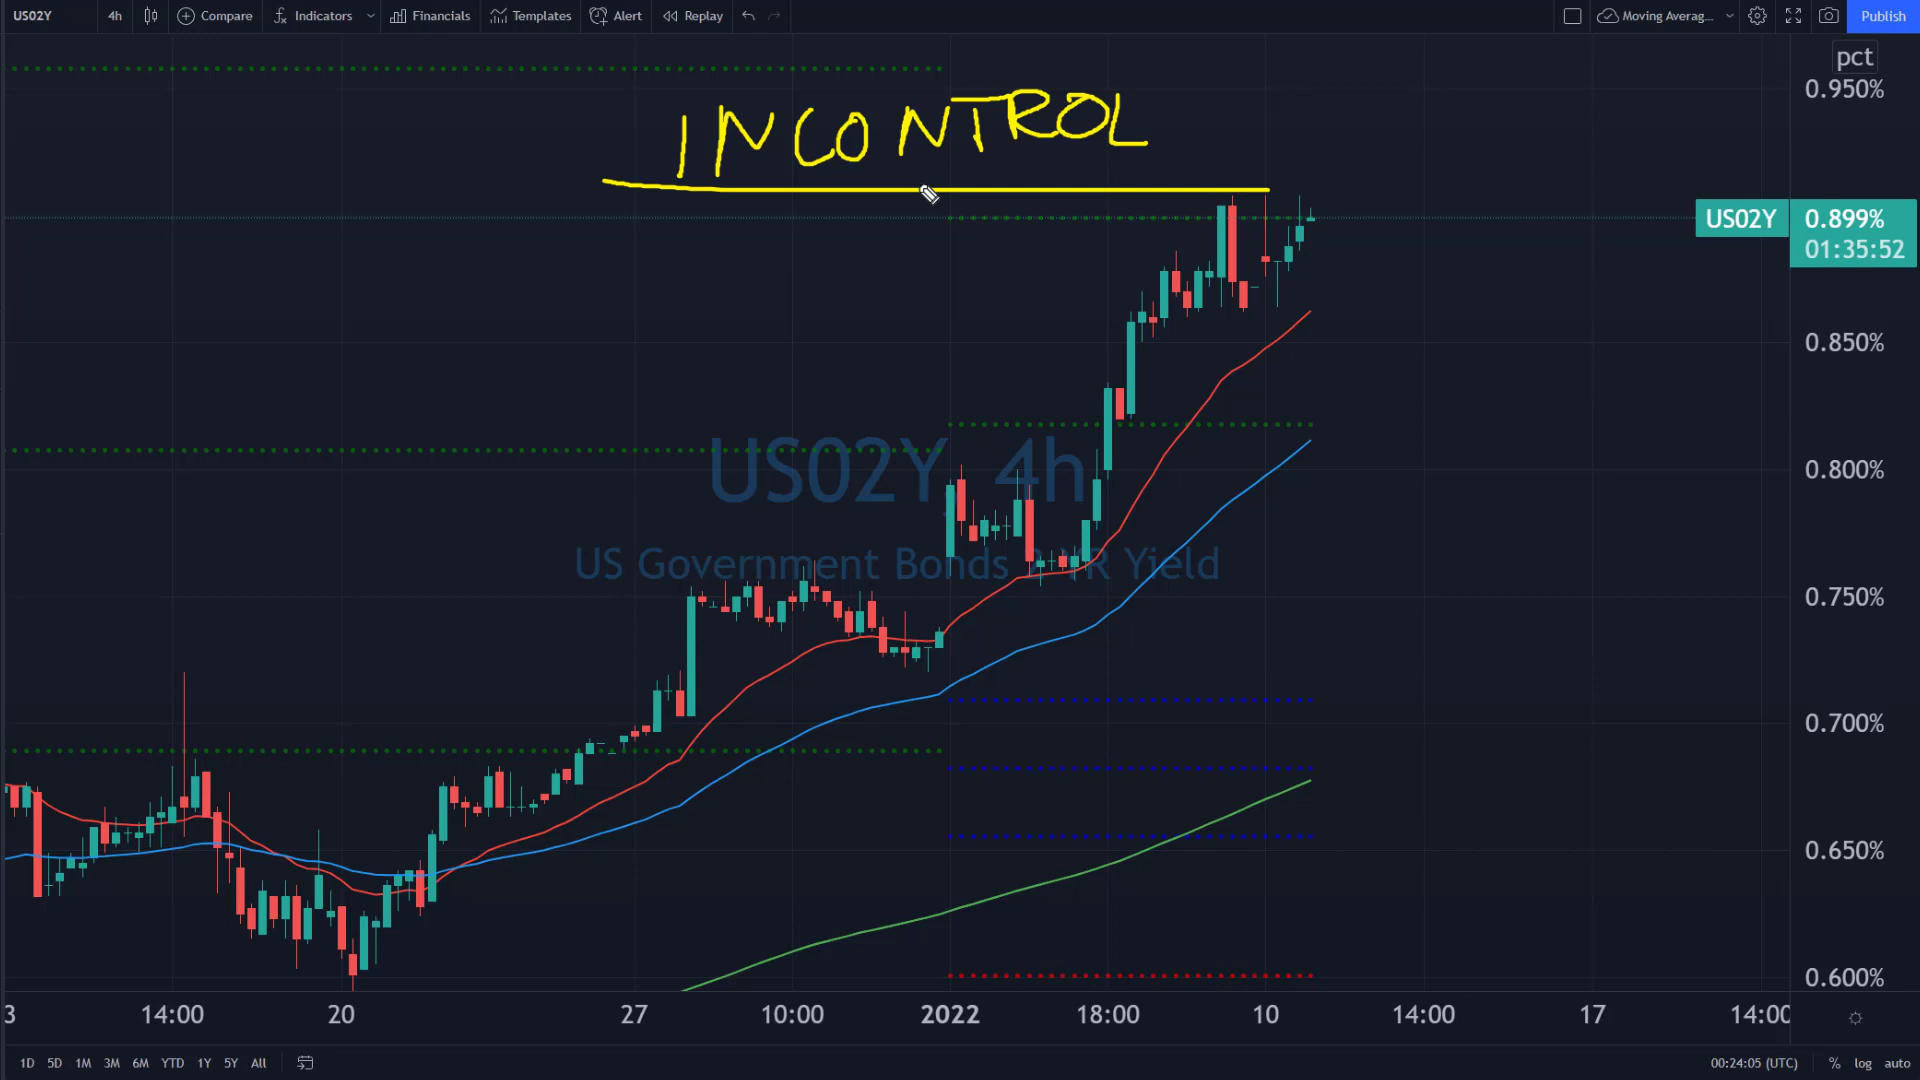 US02Y 4h Compare Indicators Financials Templates Alert Replay Moving Averag... Publish
pct
0.950%
INCONTROL
US02Y 0.899%
01:35:52
0.850%
US02Y, 4h
0.800%
US Government Bonds 2 YR Yield
0.750%
0.700%
0.650%
0.600%
3 14:00 20 27 10:00 2022 18:00 10 14:00 17 14:00
1D 5D 1M 3M 6M YTD 1Y 5Y All 00:24:05 (UTC) % log auto